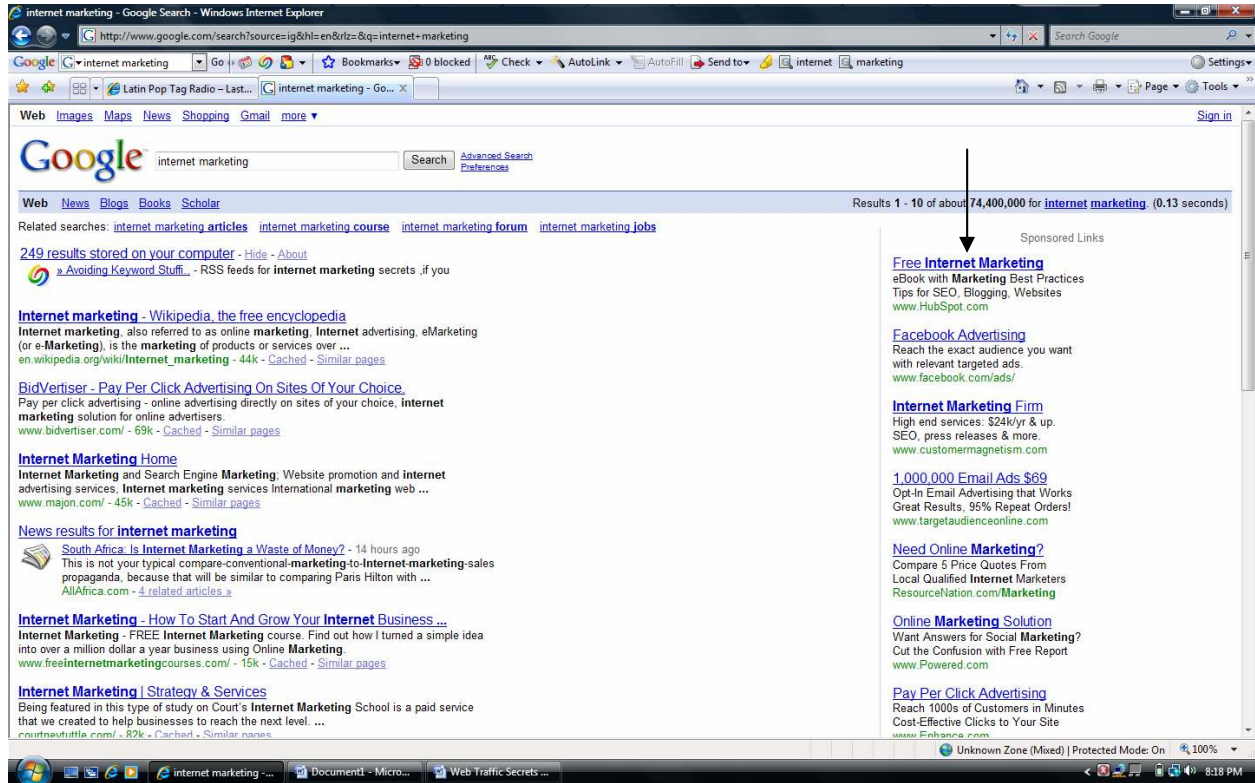 internet marketing - Google Search - Windows Internet Explorer
http://www.google.com/search?source=ig&hl=en&rlz=&q=internet+marketing
Search Google
Google internet marketing Go Bookmarks 0 blocked Check AutoLink AutoFill Send to internet marketing Settings
Latin Pop Tag Radio – Last... internet marketing - Go... Page Tools
Web Images Maps News Shopping Gmail more Sign in
Google internet marketing Search Advanced Search
Preferences
Web News Blogs Books Scholar Results 1 - 10 of about 74,400,000 for internet marketing. (0.13 seconds)
Related searches: internet marketing articles internet marketing course internet marketing forum internet marketing jobs
249 results stored on your computer - Hide - About
» Avoiding Keyword Stuffi... - RSS feeds for internet marketing secrets ,if you
Internet marketing - Wikipedia, the free encyclopedia
Internet marketing, also referred to as online marketing, Internet advertising, eMarketing
(or e-Marketing), is the marketing of products or services over ...
en.wikipedia.org/wiki/Internet_marketing - 44k - Cached - Similar pages
BidVertiser - Pay Per Click Advertising On Sites Of Your Choice.
Pay per click advertising - online advertising directly on sites of your choice, internet
marketing solution for online advertisers.
www.bidvertiser.com/ - 69k - Cached - Similar pages
Internet Marketing Home
Internet Marketing and Search Engine Marketing; Website promotion and internet
advertising services, Internet marketing services International marketing web ...
www.majon.com/ - 45k - Cached - Similar pages
News results for internet marketing
South Africa: Is Internet Marketing a Waste of Money? - 14 hours ago
This is not your typical compare-conventional-marketing-to-Internet-marketing-sales
propaganda, because that will be similar to comparing Paris Hilton with ...
AllAfrica.com - 4 related articles »
Internet Marketing - How To Start And Grow Your Internet Business ...
Internet Marketing - FREE Internet Marketing course. Find out how I turned a simple idea
into over a million dollar a year business using Online Marketing.
www.freeinternetmarketingcourses.com/ - 15k - Cached - Similar pages
Internet Marketing | Strategy & Services
Being featured in this type of study on Court's Internet Marketing School is a paid service
that we created to help businesses to reach the next level. ...
courtneytuttle.com/ - 82k - Cached - Similar pages
Sponsored Links
Free Internet Marketing
eBook with Marketing Best Practices
Tips for SEO, Blogging, Websites
www.HubSpot.com
Facebook Advertising
Reach the exact audience you want
with relevant targeted ads.
www.facebook.com/ads/
Internet Marketing Firm
High end services: $24k/yr & up.
SEO, press releases & more.
www.customermagnetism.com
1,000,000 Email Ads $69
Opt-In Email Advertising that Works
Great Results, 95% Repeat Orders!
www.targetaudienceonline.com
Need Online Marketing?
Compare 5 Price Quotes From
Local Qualified Internet Marketers
ResourceNation.com/Marketing
Online Marketing Solution
Want Answers for Social Marketing?
Cut the Confusion with Free Report
www.Powered.com
Pay Per Click Advertising
Reach 1000s of Customers in Minutes
Cost-Effective Clicks to Your Site
www.Enhance.com
Unknown Zone (Mixed) | Protected Mode: On 100%
internet marketing -... Document1 - Micro... Web Traffic Secrets ... 8:18 PM